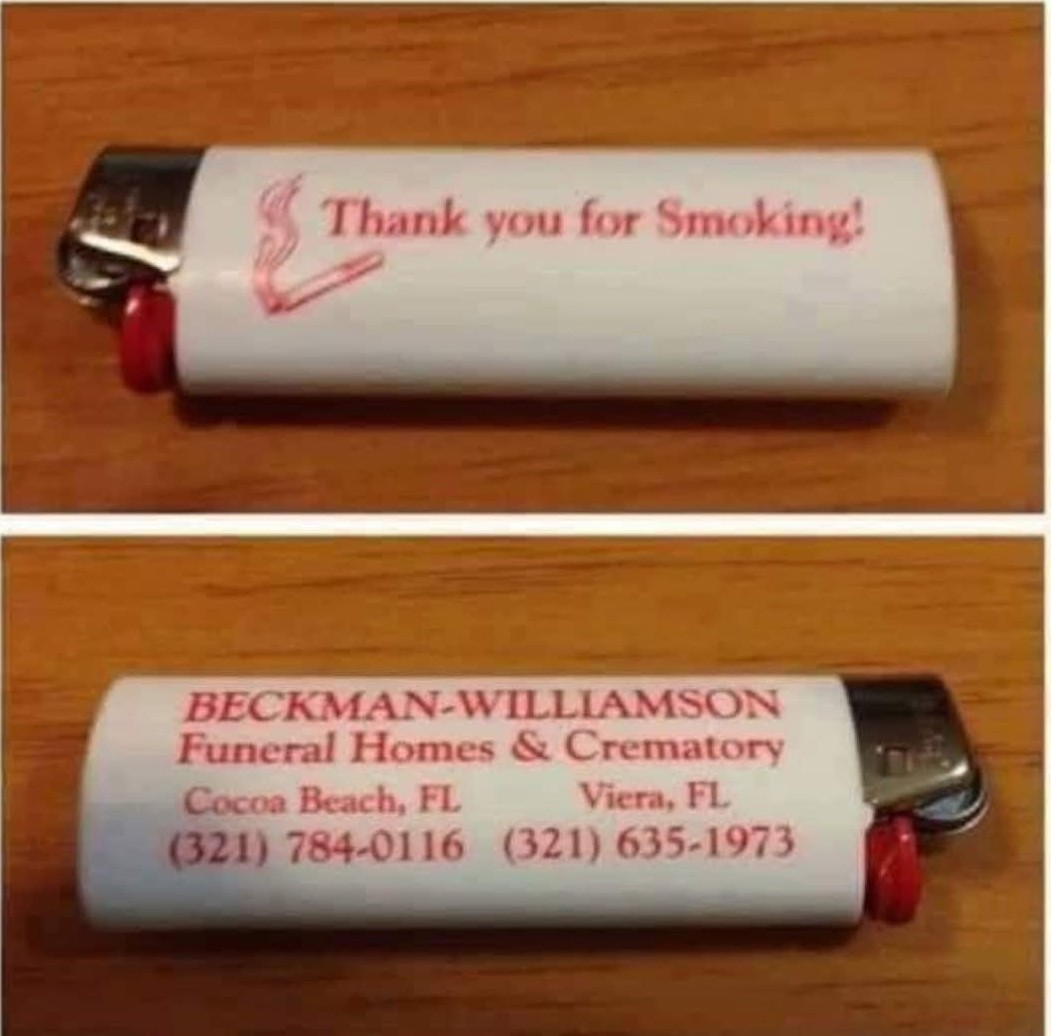 Thank you for Smoking!
BECKMAN-WILLIAMSON
Funeral Homes & Crematory
Cocoa Beach, FL Viera, FL
(321) 784-0116 (321) 635-1973